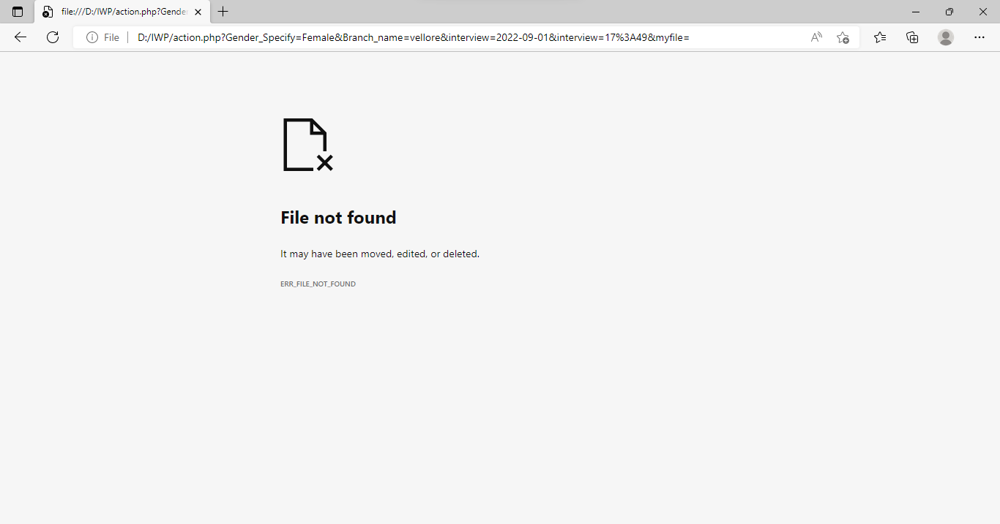 file:///D:/IWP/action.php?Gender
File D:/IWP/action.php?Gender_Specify=Female&Branch_name=vellore&interview=2022-09-01&interview=17%3A49&myfile=
File not found
It may have been moved, edited, or deleted.
ERR_FILE_NOT_FOUND